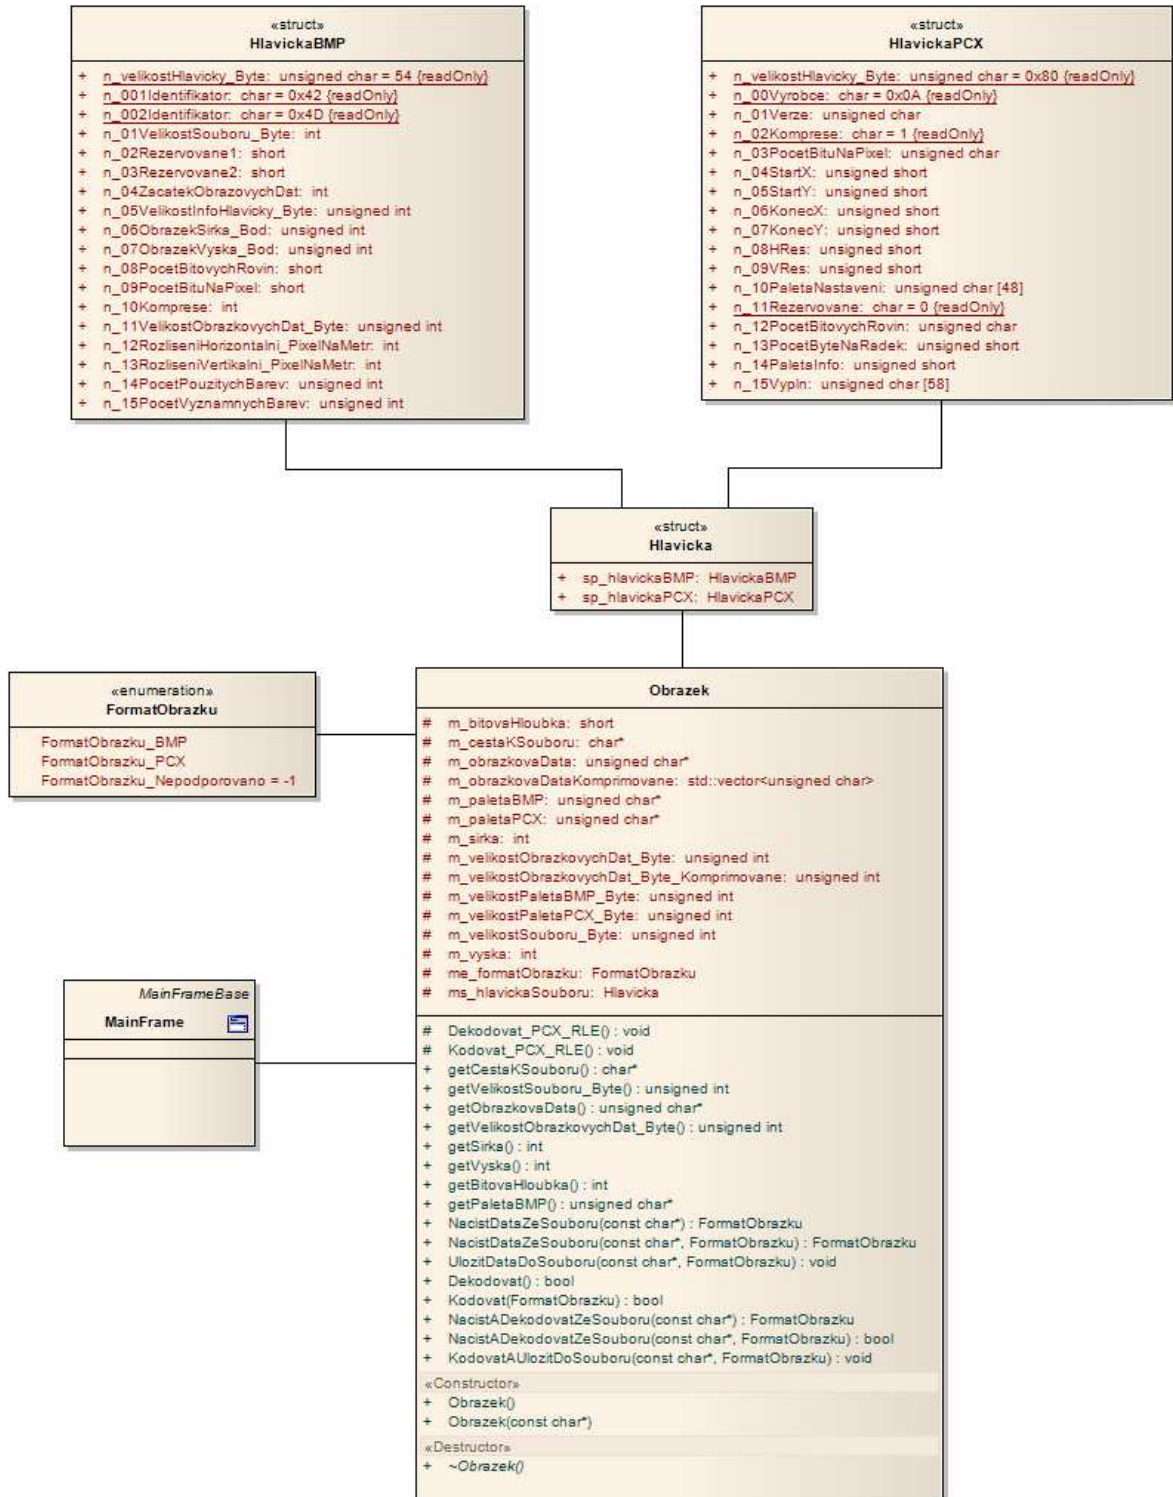 «struct»
HlavickaBMP
+ n_velikostHlavicky_Byte: unsigned char = 54 {readOnly}
+ n_001Identifikator: char = 0x42 {readOnly}
+ n_002Identifikator: char = 0x4D {readOnly}
+ n_01VelikostSouboru_Byte: int
+ n_02Rezervovane1: short
+ n_03Rezervovane2: short
+ n_04ZacatekObrazovychDat: int
+ n_05VelikostInfoHlavicky_Byte: unsigned int
+ n_06ObrazekSirka_Bod: unsigned int
+ n_07ObrazekVyska_Bod: unsigned int
+ n_08PocetBitovychRovin: short
+ n_09PocetBituNaPixel: short
+ n_10Komprese: int
+ n_11VelikostObrazkovychDat_Byte: unsigned int
+ n_12RozliseniHorizontalni_PixelNaMetr: int
+ n_13RozliseniVertikalni_PixelNaMetr: int
+ n_14PocetPouzitychBarev: unsigned int
+ n_15PocetVyznamnychBarev: unsigned int
«struct»
HlavickaPCX
+ n_velikostHlavicky_Byte: unsigned char = 0x80 {readOnly}
+ n_00Vyrobce: char = 0x0A {readOnly}
+ n_01Verze: unsigned char
+ n_02Komprese: char = 1 {readOnly}
+ n_03PocetBituNaPixel: unsigned char
+ n_04StartX: unsigned short
+ n_05StartY: unsigned short
+ n_06KonecX: unsigned short
+ n_07KonecY: unsigned short
+ n_08HRes: unsigned short
+ n_09VRes: unsigned short
+ n_10PaletaNastaveni: unsigned char [48]
+ n_11Rezervovane: char = 0 {readOnly}
+ n_12PocetBitovychRovin: unsigned char
+ n_13PocetByteNaRadek: unsigned short
+ n_14PaletaInfo: unsigned short
+ n_15Vypln: unsigned char [58]
«struct»
Hlavicka
+ sp_hlavickaBMP: HlavickaBMP
+ sp_hlavickaPCX: HlavickaPCX
«enumeration»
FormatObrazku
FormatObrazku_BMP
FormatObrazku_PCX
FormatObrazku_Nepodporovano = -1
Obrazek
# m_bitovaHloubka: short
# m_cestaKSouboru: char*
# m_obrazkovaData: unsigned char*
# m_obrazkovaDataKomprimovane: std::vector<unsigned char>
# m_paletaBMP: unsigned char*
# m_paletaPCX: unsigned char*
# m_sirka: int
# m_velikostObrazkovychDat_Byte: unsigned int
# m_velikostObrazkovychDat_Byte_Komprimovane: unsigned int
# m_velikostPaletaBMP_Byte: unsigned int
# m_velikostPaletaPCX_Byte: unsigned int
# m_velikostSouboru_Byte: unsigned int
# m_vyska: int
# me_formatObrazku: FormatObrazku
# ms_hlavickaSouboru: Hlavicka
# Dekodovat_PCX_RLE() : void
# Kodovat_PCX_RLE() : void
+ getCestaKSouboru() : char*
+ getVelikostSouboru_Byte() : unsigned int
+ getObrazkovaData() : unsigned char*
+ getVelikostObrazkovychDat_Byte() : unsigned int
+ getSirka() : int
+ getVyska() : int
+ getBitovaHloubka() : int
+ getPaletaBMP() : unsigned char*
+ NacistDataZeSouboru(const char*) : FormatObrazku
+ NacistDataZeSouboru(const char*, FormatObrazku) : FormatObrazku
+ UlozitDataDoSouboru(const char*, FormatObrazku) : void
+ Dekodovat() : bool
+ Kodovat(FormatObrazku) : bool
+ NacistADekodovatZeSouboru(const char*) : FormatObrazku
+ NacistADekodovatZeSouboru(const char*, FormatObrazku) : bool
+ KodovatAUlozitDoSouboru(const char*, FormatObrazku) : void
«Constructor»
+ Obrazek()
+ Obrazek(const char*)
«Destructor»
+ ~Obrazek()
MainFrameBase
MainFrame